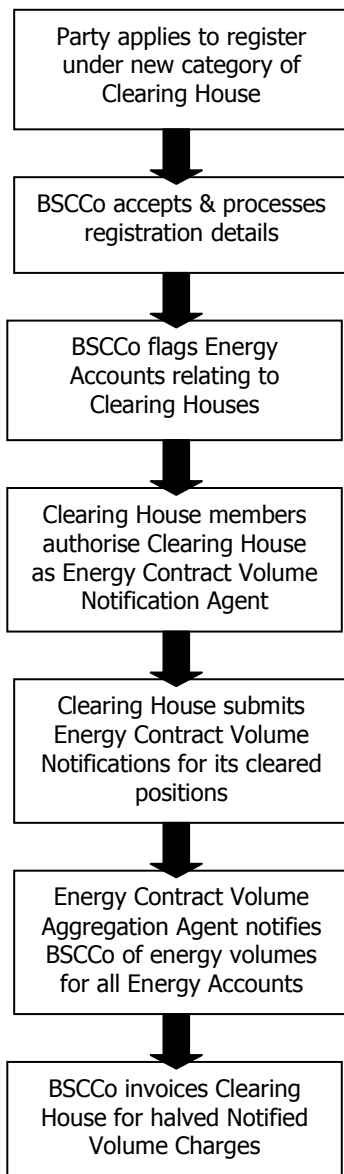 Party applies to register
under new category of
Clearing House
BSCCo accepts & processes
registration details
BSCCo flags Energy
Accounts relating to
Clearing Houses
Clearing House members
authorise Clearing House
as Energy Contract Volume
Notification Agent
Clearing House submits
Energy Contract Volume
Notifications for its cleared
positions
Energy Contract Volume
Aggregation Agent notifies
BSCCo of energy volumes
for all Energy Accounts
BSCCo invoices Clearing
House for halved Notified
Volume Charges